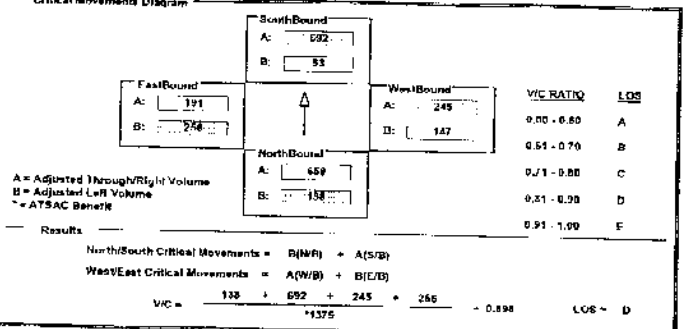 Critical Movements Diagram
SouthBound
A: 692
B: 53
EastBound
A: 191
B: 256
WestBound
A: 245
B: 147
NorthBound
A: 659
B: 138
V/C RATIO LOS
0.00 - 0.60 A
0.61 - 0.70 B
0.71 - 0.80 C
0.81 - 0.90 D
0.91 - 1.00 E
A = Adjusted Through/Right Volume
B = Adjusted Left Volume
* = ATSAC Benefit
Results
North/South Critical Movements = B(N/B) + A(S/B)
West/East Critical Movements = A(W/B) + B(E/B)
V/C = 138 + 692 + 245 + 256 = 0.898 LOS = D
*1375